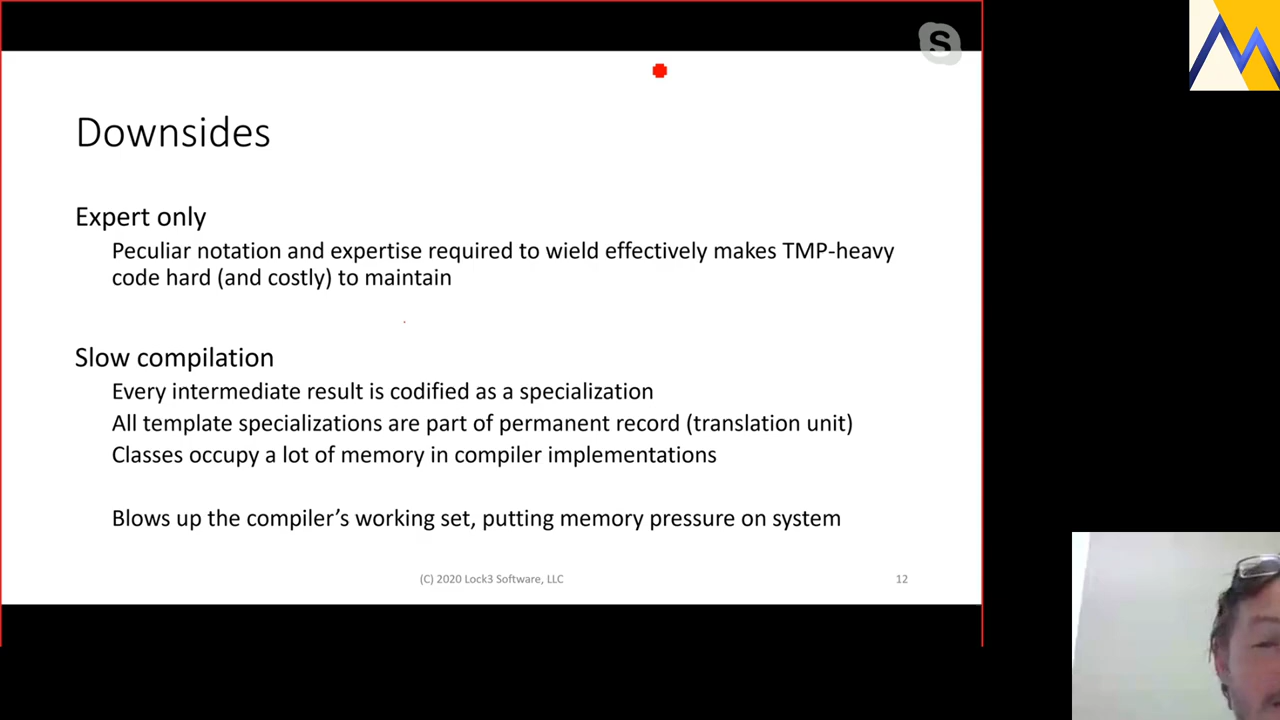 S
Downsides
Expert only
Peculiar notation and expertise required to wield effectively makes TMP-heavy
code hard (and costly) to maintain
Slow compilation
Every intermediate result is codified as a specialization
All template specializations are part of permanent record (translation unit)
Classes occupy a lot of memory in compiler implementations
Blows up the compiler’s working set, putting memory pressure on system
(C) 2020 Lock3 Software, LLC
12